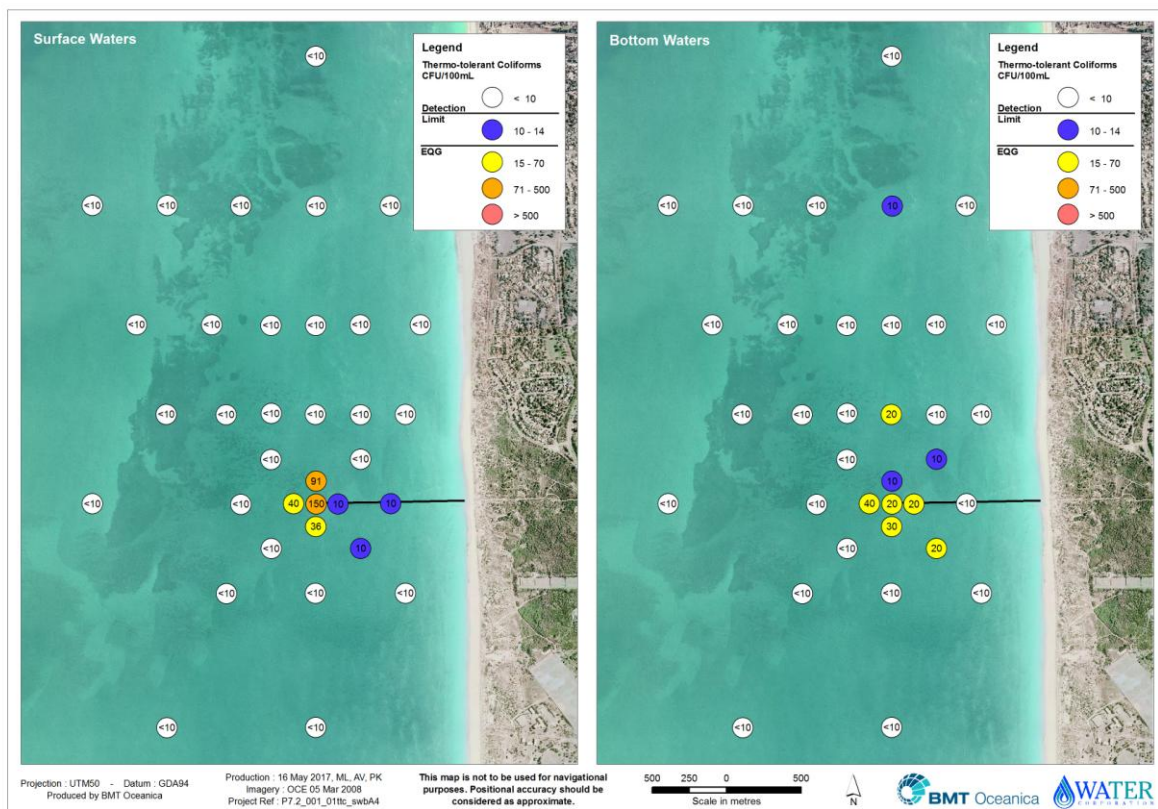 Surface Waters
Legend
Thermo-tolerant Coliforms
CFU/100mL
< 10
Detection
Limit
10 - 14
EQG
15 - 70
71 - 500
> 500
<10
<10 <10 <10 <10 <10
<10 <10 <10 <10 <10 <10
<10 <10 <10 <10 <10 <10
<10 <10
91
<10 <10 40 150 10 10
36
<10 10
<10 <10 <10
<10 <10
Bottom Waters
Legend
Thermo-tolerant Coliforms
CFU/100mL
< 10
Detection
Limit
10 - 14
EQG
15 - 70
71 - 500
> 500
<10
<10 <10 <10 10 <10
<10 <10 <10 <10 <10 <10
<10 <10 <10 20 <10 <10
<10 10
10
<10 40 20 20 <10
30
<10 20
<10 <10 <10
<10 <10
Projection : UTM50 - Datum : GDA94
Produced by BMT Oceanica
Production : 16 May 2017, ML, AV, PK
Imagery : OCE 05 Mar 2008
Project Ref : P7.2_001_01ttc_swbA4
This map is not to be used for navigational
purposes. Positional accuracy should be
considered as approximate.
500 250 0 500
Scale in metres
N
BMT Oceanica
WATER
CORPORATION